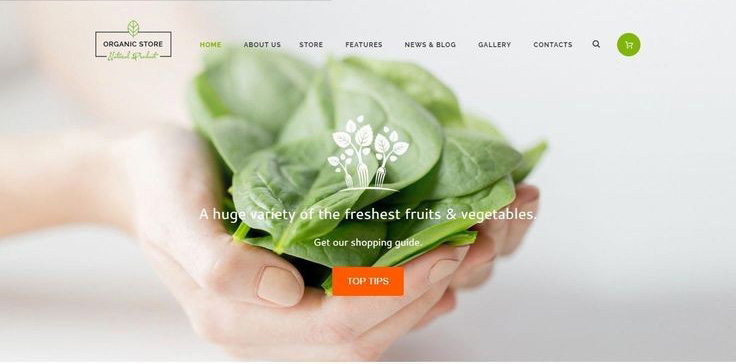 ORGANIC STORE
Natural Products
HOME ABOUT US STORE FEATURES NEWS & BLOG GALLERY CONTACTS
A huge variety of the freshest fruits & vegetables.
Get our shopping guide.
TOP TIPS